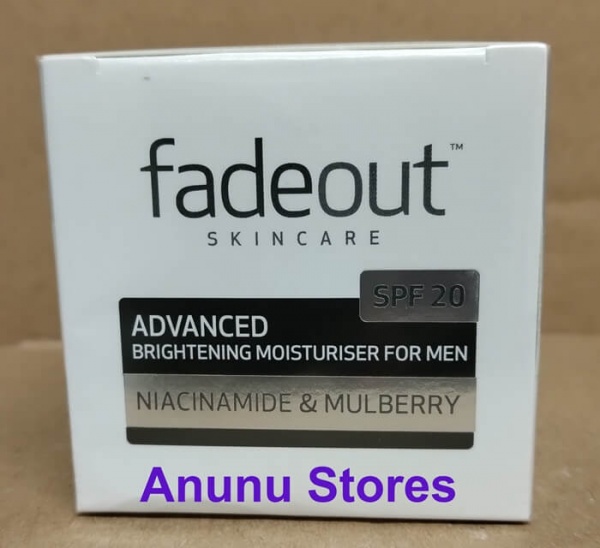 fadeout™
SKINCARE
SPF 20
ADVANCED
BRIGHTENING MOISTURISER FOR MEN
NIACINAMIDE & MULBERRY
Anunu Stores